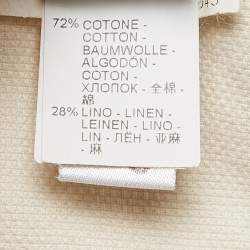 72% COTONE -
COTTON -
BAUMWOLLE -
ALGODÓN -
COTON -
ХЛОПОК - 全棉 -
綿
28% LINO - LINEN -
LEINEN - LINO -
LIN - ЛЁН - 亚麻
- 麻